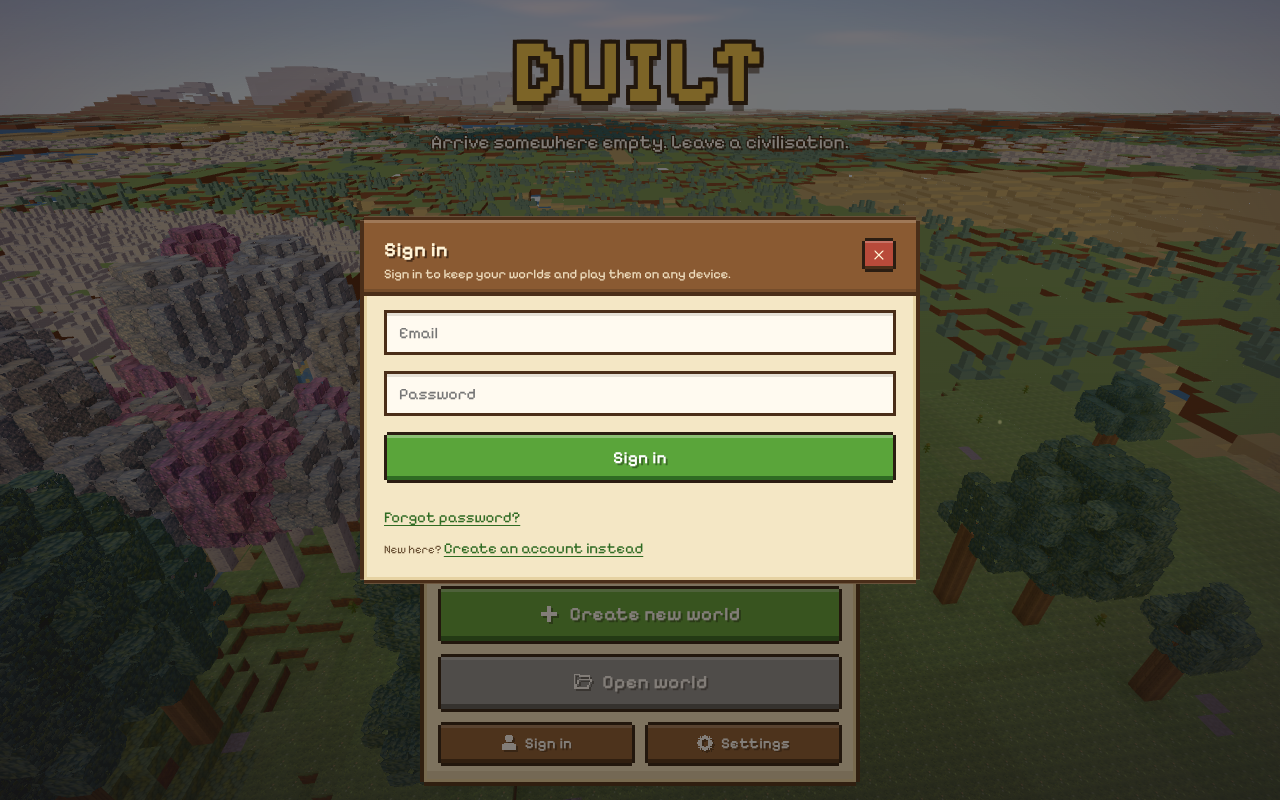 DUILT
Arrive somewhere empty. Leave a civilisation.
Sign in
Sign in to keep your worlds and play them on any device.
Email
Password
Sign in
Forgot password?
New here? Create an account instead
Create new world
Open world
Sign in
Settings